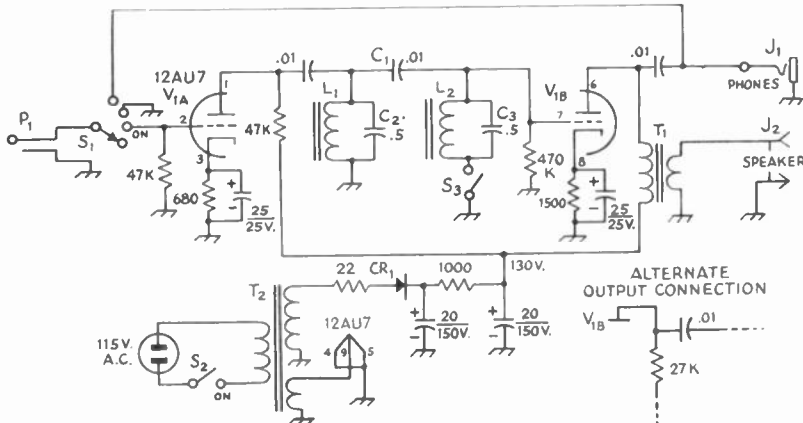 12AU7
V1A
.01
C1
.01
.01
J1
PHONES
L1
L2
C2
.5
C3
.5
V1B
P1
S1
ON
1
2
3
6
7
8
47K
47K
680
+
-
25
25V.
S3
470
K
1500
+
-
25
25V.
T1
J2
SPEAKER
T2
22
CR1
1000
130V.
+
-
20
150V.
+
-
20
150V.
12AU7
4
9
5
115V.
A.C.
S2
ON
ALTERNATE
OUTPUT CONNECTION
V1B
.01
27K